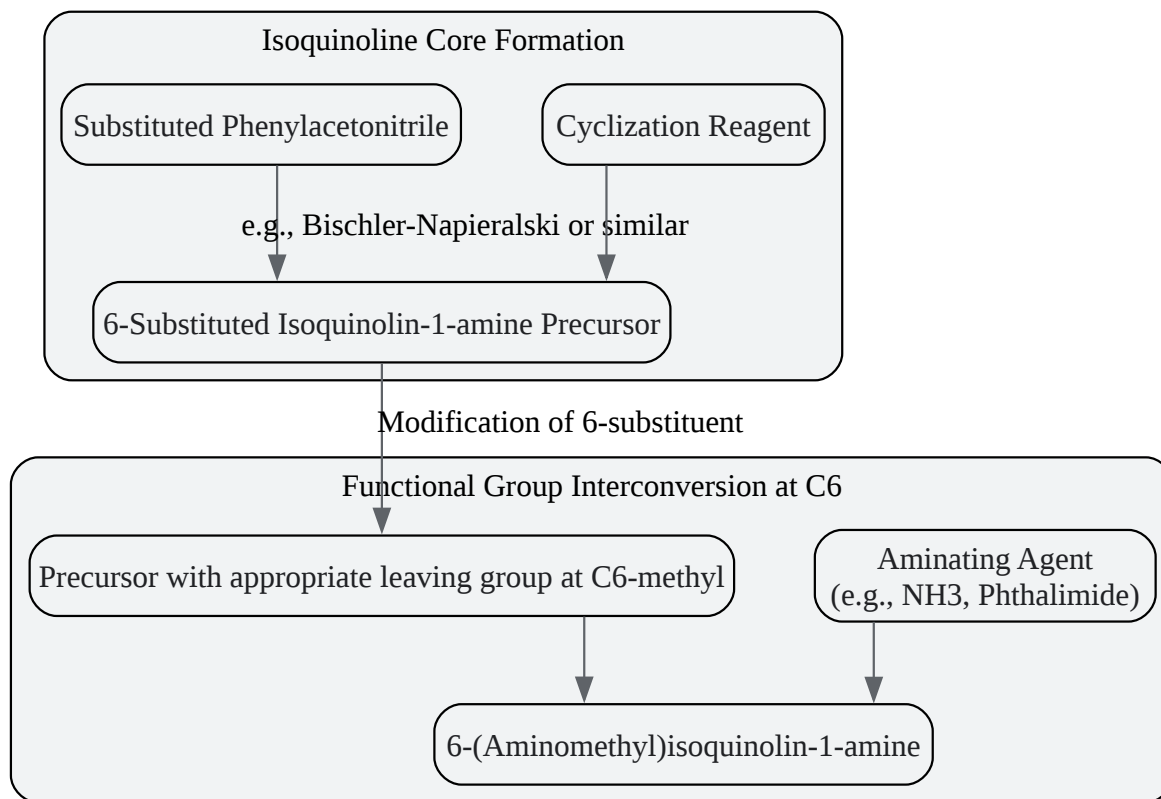 Isoquinoline Core Formation
Substituted Phenylacetonitrile
Cyclization Reagent
e.g., Bischler-Napieralski or similar
6-Substituted Isoquinolin-1-amine Precursor
Modification of 6-substituent
Functional Group Interconversion at C6
Precursor with appropriate leaving group at C6-methyl
Aminating Agent
(e.g., NH3, Phthalimide)
6-(Aminomethyl)isoquinolin-1-amine